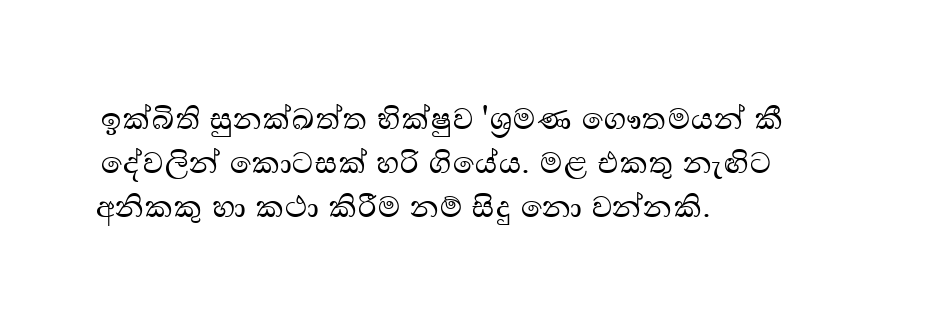 ඉක්බිති සුනක්ඛත්ත භික්ෂුව 'ශ්‍රමණ ගෞතමයන් කී
දේවලින් කොටසක් හරි ගියේය. මළ එකතු නැඟිට
අනිකකු හා කථා කිරීම නම් සිදු නො වන්නකි.